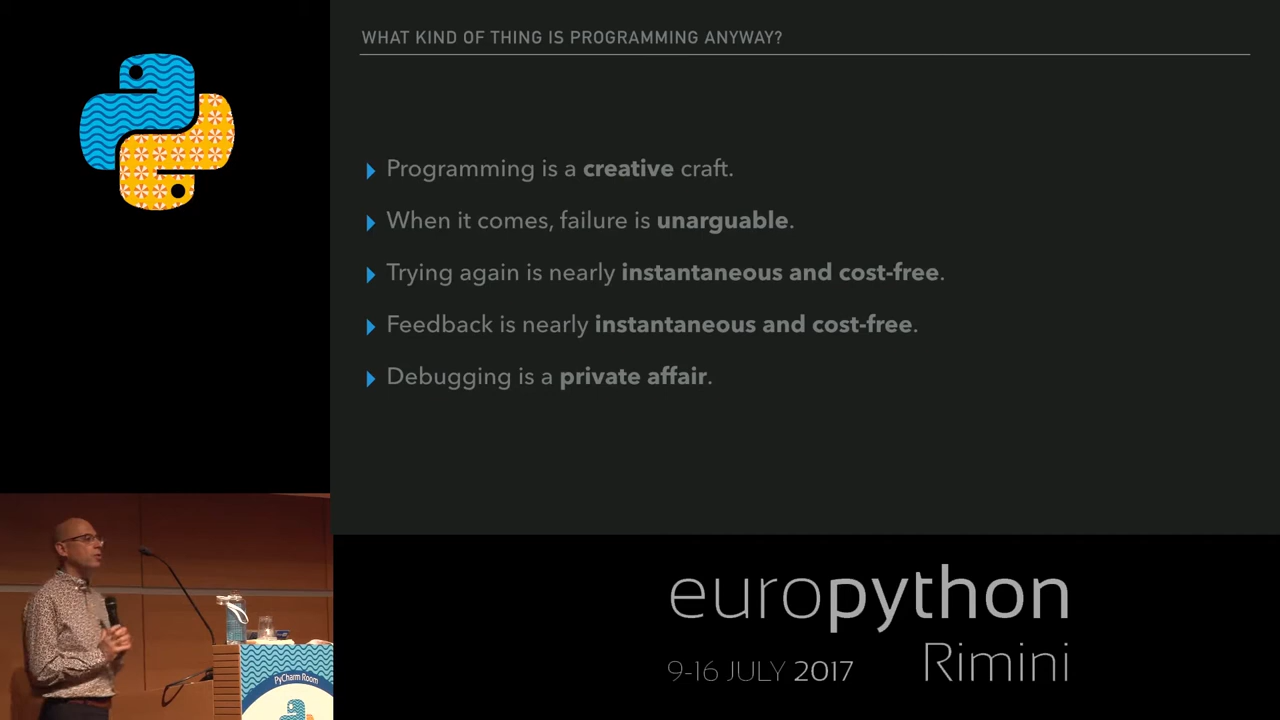 WHAT KIND OF THING IS PROGRAMMING ANYWAY?
Programming is a creative craft.
When it comes, failure is unarguable.
Trying again is nearly instantaneous and cost-free.
Feedback is nearly instantaneous and cost-free.
Debugging is a private affair.
PyCharm Room
europython
Rimini
9-16 JULY 2017